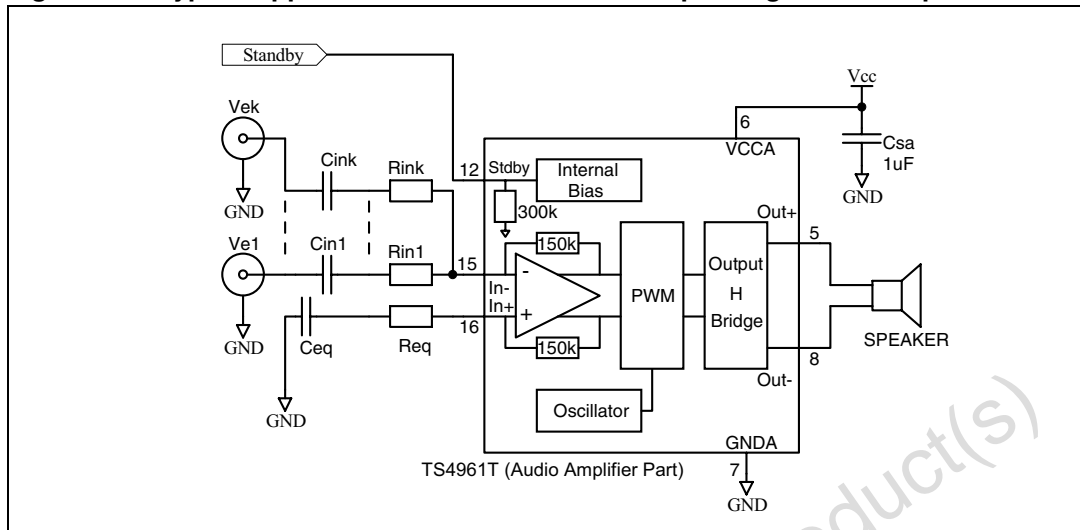 Standby
Vcc
Vek
6
VCCA
Csa
1uF
Cink
Rink
12
Stdby
Internal
Bias
GND
GND
300k
Out+
Ve1
Cin1
Rin1
15
150k
5
In-
-
PWM
Output
H
Bridge
In+
+
16
SPEAKER
GND
Ceq
Req
150k
8
Out-
GND
Oscillator
GNDA
TS4961T (Audio Amplifier Part)
7
GND
duct(s)